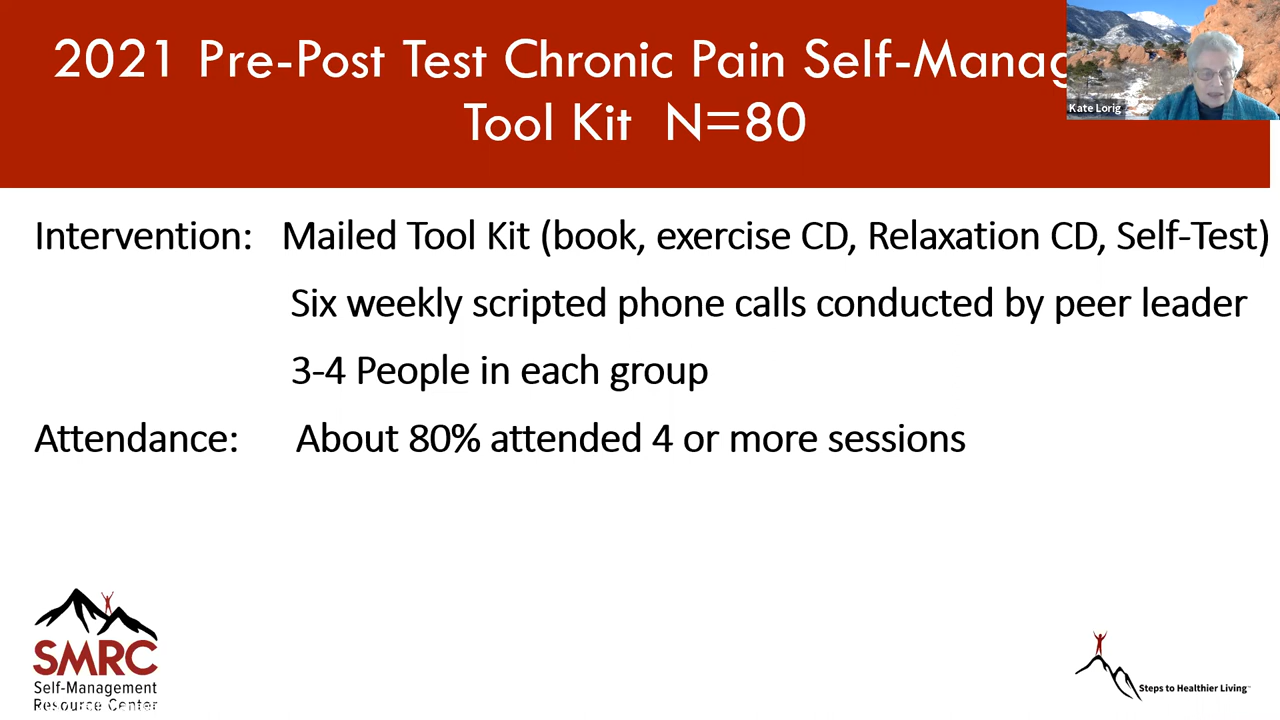 2021 Pre-Post Test Chronic Pain Self-Manag
Tool Kit N=80
Kate Lorig
Intervention: Mailed Tool Kit (book, exercise CD, Relaxation CD, Self-Test)
Six weekly scripted phone calls conducted by peer leader
3-4 People in each group
Attendance: About 80% attended 4 or more sessions
SMRC
Self-Management
Resource Center
Steps to Healthier Living™